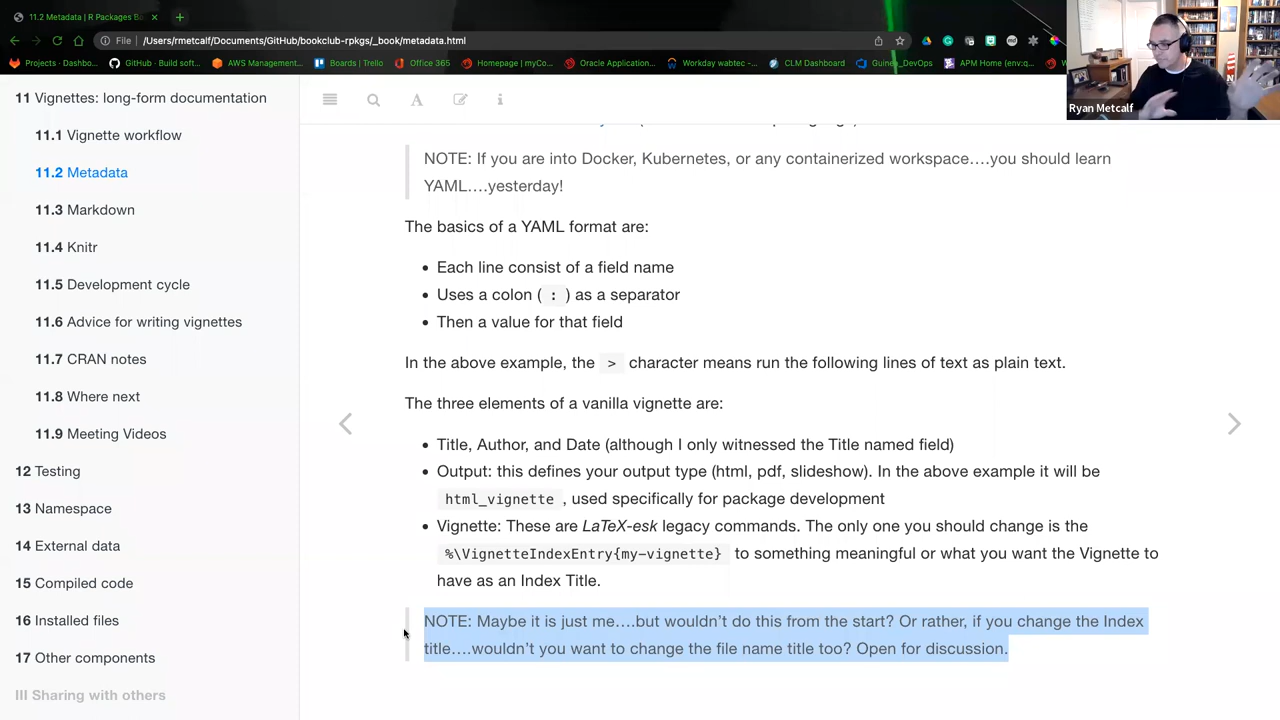 11.2 Metadata | R Packages Bo
File
/Users/rmetcalf/Documents/GitHub/bookclub-rpkgs/_book/metadata.html
Projects · Dashbo...
GitHub · Build soft...
AWS Management...
Boards | Trello
Office 365
Homepage | myCo...
Oracle Application...
Workday wabtec -...
CLM Dashboard
Guinea_DevOps
APM Home (env:q...
Ryan Metcalf
11 Vignettes: long-form documentation
11.1 Vignette workflow
11.2 Metadata
11.3 Markdown
11.4 Knitr
11.5 Development cycle
11.6 Advice for writing vignettes
11.7 CRAN notes
11.8 Where next
11.9 Meeting Videos
12 Testing
13 Namespace
14 External data
15 Compiled code
16 Installed files
17 Other components
III Sharing with others
NOTE: If you are into Docker, Kubernetes, or any containerized workspace….you should learn
YAML….yesterday!
The basics of a YAML format are:
• Each line consist of a field name
• Uses a colon ( : ) as a separator
• Then a value for that field
In the above example, the > character means run the following lines of text as plain text.
The three elements of a vanilla vignette are:
• Title, Author, and Date (although I only witnessed the Title named field)
• Output: this defines your output type (html, pdf, slideshow). In the above example it will be
html_vignette , used specifically for package development
• Vignette: These are LaTeX-esk legacy commands. The only one you should change is the
%\VignetteIndexEntry{my-vignette} to something meaningful or what you want the Vignette to
have as an Index Title.
NOTE: Maybe it is just me….but wouldn’t do this from the start? Or rather, if you change the Index
title….wouldn’t you want to change the file name title too? Open for discussion.